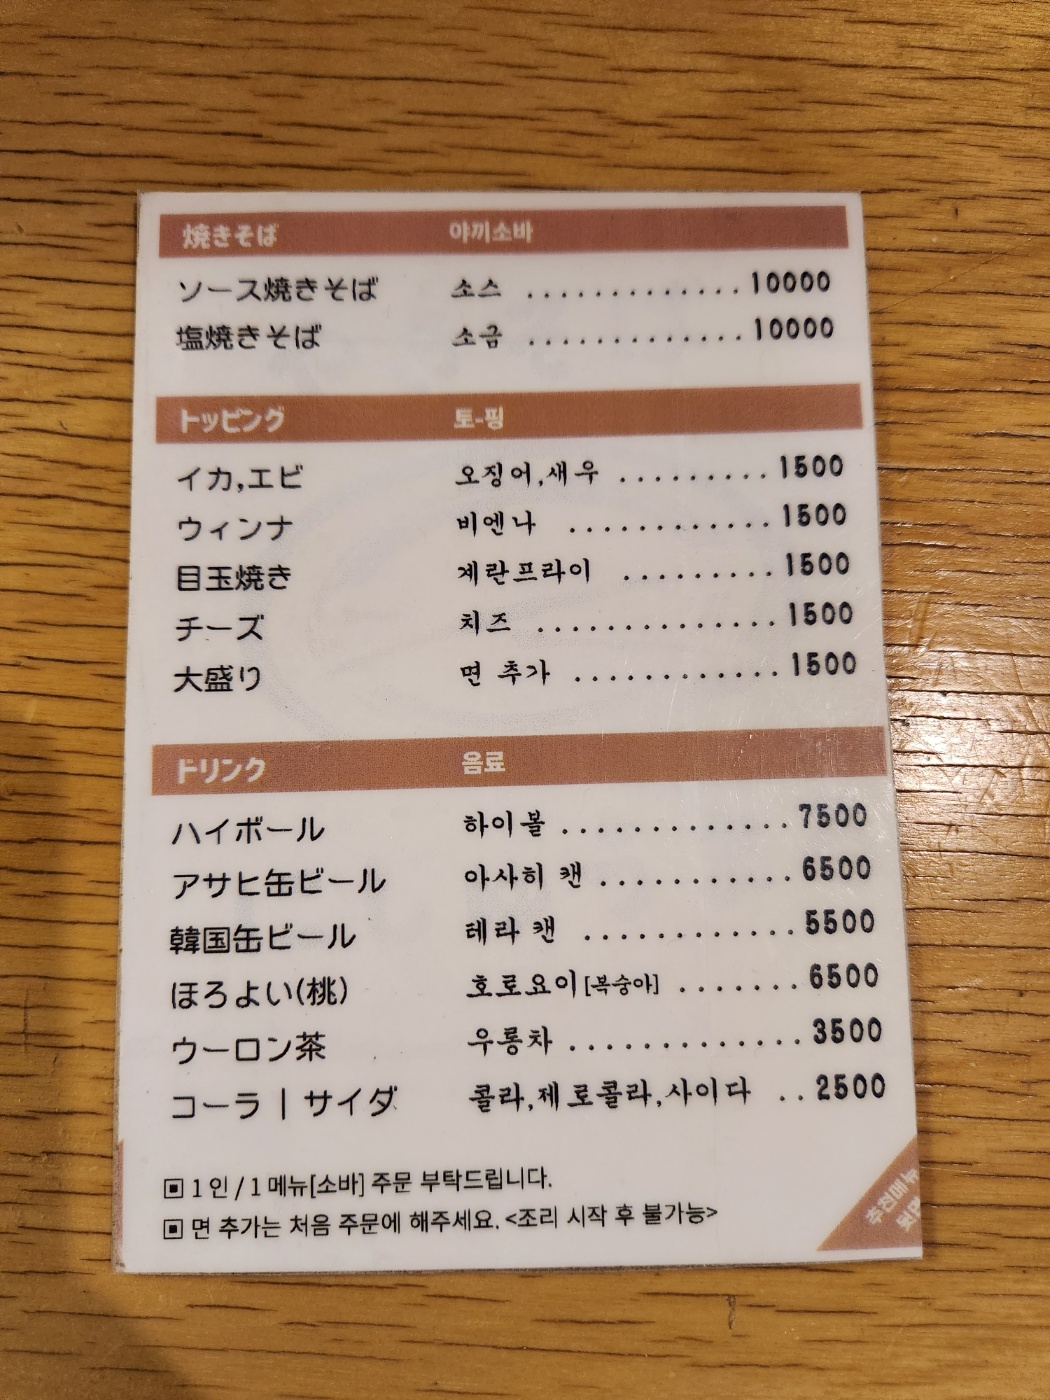 焼きそば 야끼소바
ソース焼きそば 소스 .............10000
塩焼きそば 소금 .............10000
トッピング 토-핑
イカ,エビ 오징어,새우 .........1500
ウィンナ 비엔나 ............1500
目玉焼き 계란프라이 .........1500
チーズ 치즈 ..............1500
大盛り 면 추가 ............1500
ドリンク 음료
ハイボール 하이볼 .............7500
アサヒ缶ビール 아사히 캔 ...........6500
韓国缶ビール 테라 캔 ............5500
ほろよい(桃) 호로요이[복숭아] .......6500
ウーロン茶 우롱차 .............3500
コーラ | サイダ 콜라,제로콜라,사이다 ..2500
▣ 1인 / 1메뉴[소바] 주문 부탁드립니다.
▣ 면 추가는 처음 주문에 해주세요. <조리 시작 후 불가능>
추천메뉴
뒷면